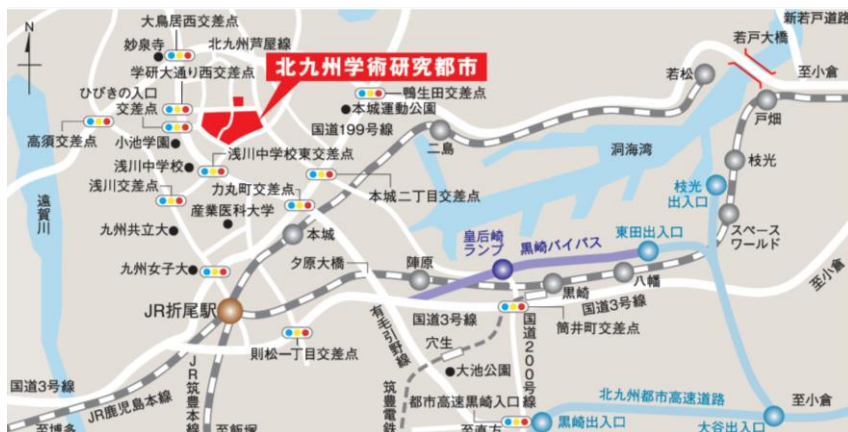 N
大鳥居西交差点
妙泉寺
北九州芦屋線
学研大通り西交差点
ひびきの入口
交差点
高須交差点
小池学園
浅川中学校
浅川交差点
北九州学術研究都市
鴨生田交差点
本城運動公園
国道199号線
浅川中学校東交差点
力丸町交差点
本城二丁目交差点
産業医科大学
九州共立大
九州女子大
遠賀川
新若戸道路
若戸大橋
至小倉
若松
戸畑
二島
洞海湾
枝光
枝光
出入口
スペース
ワールド
本城
夕原大橋
陣原
皇后崎
ランプ
黒崎バイパス
東田出入口
八幡
黒崎
国道3号線
至小倉
JR折尾駅
国道3号線
筒井町交差点
則松一丁目交差点
有毛引野線
穴生
大池公園
国道200号線
筑豊電鉄
都市高速黒崎入口
至直方
黒崎出入口
北九州都市高速道路
大谷出入口
至小倉
国道3号線
JR鹿児島本線
至博多
JR筑豊本線
至飯塚